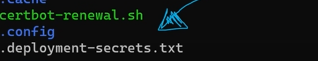 .cache
certbot-renewal.sh
.config
.deployment-secrets.txt